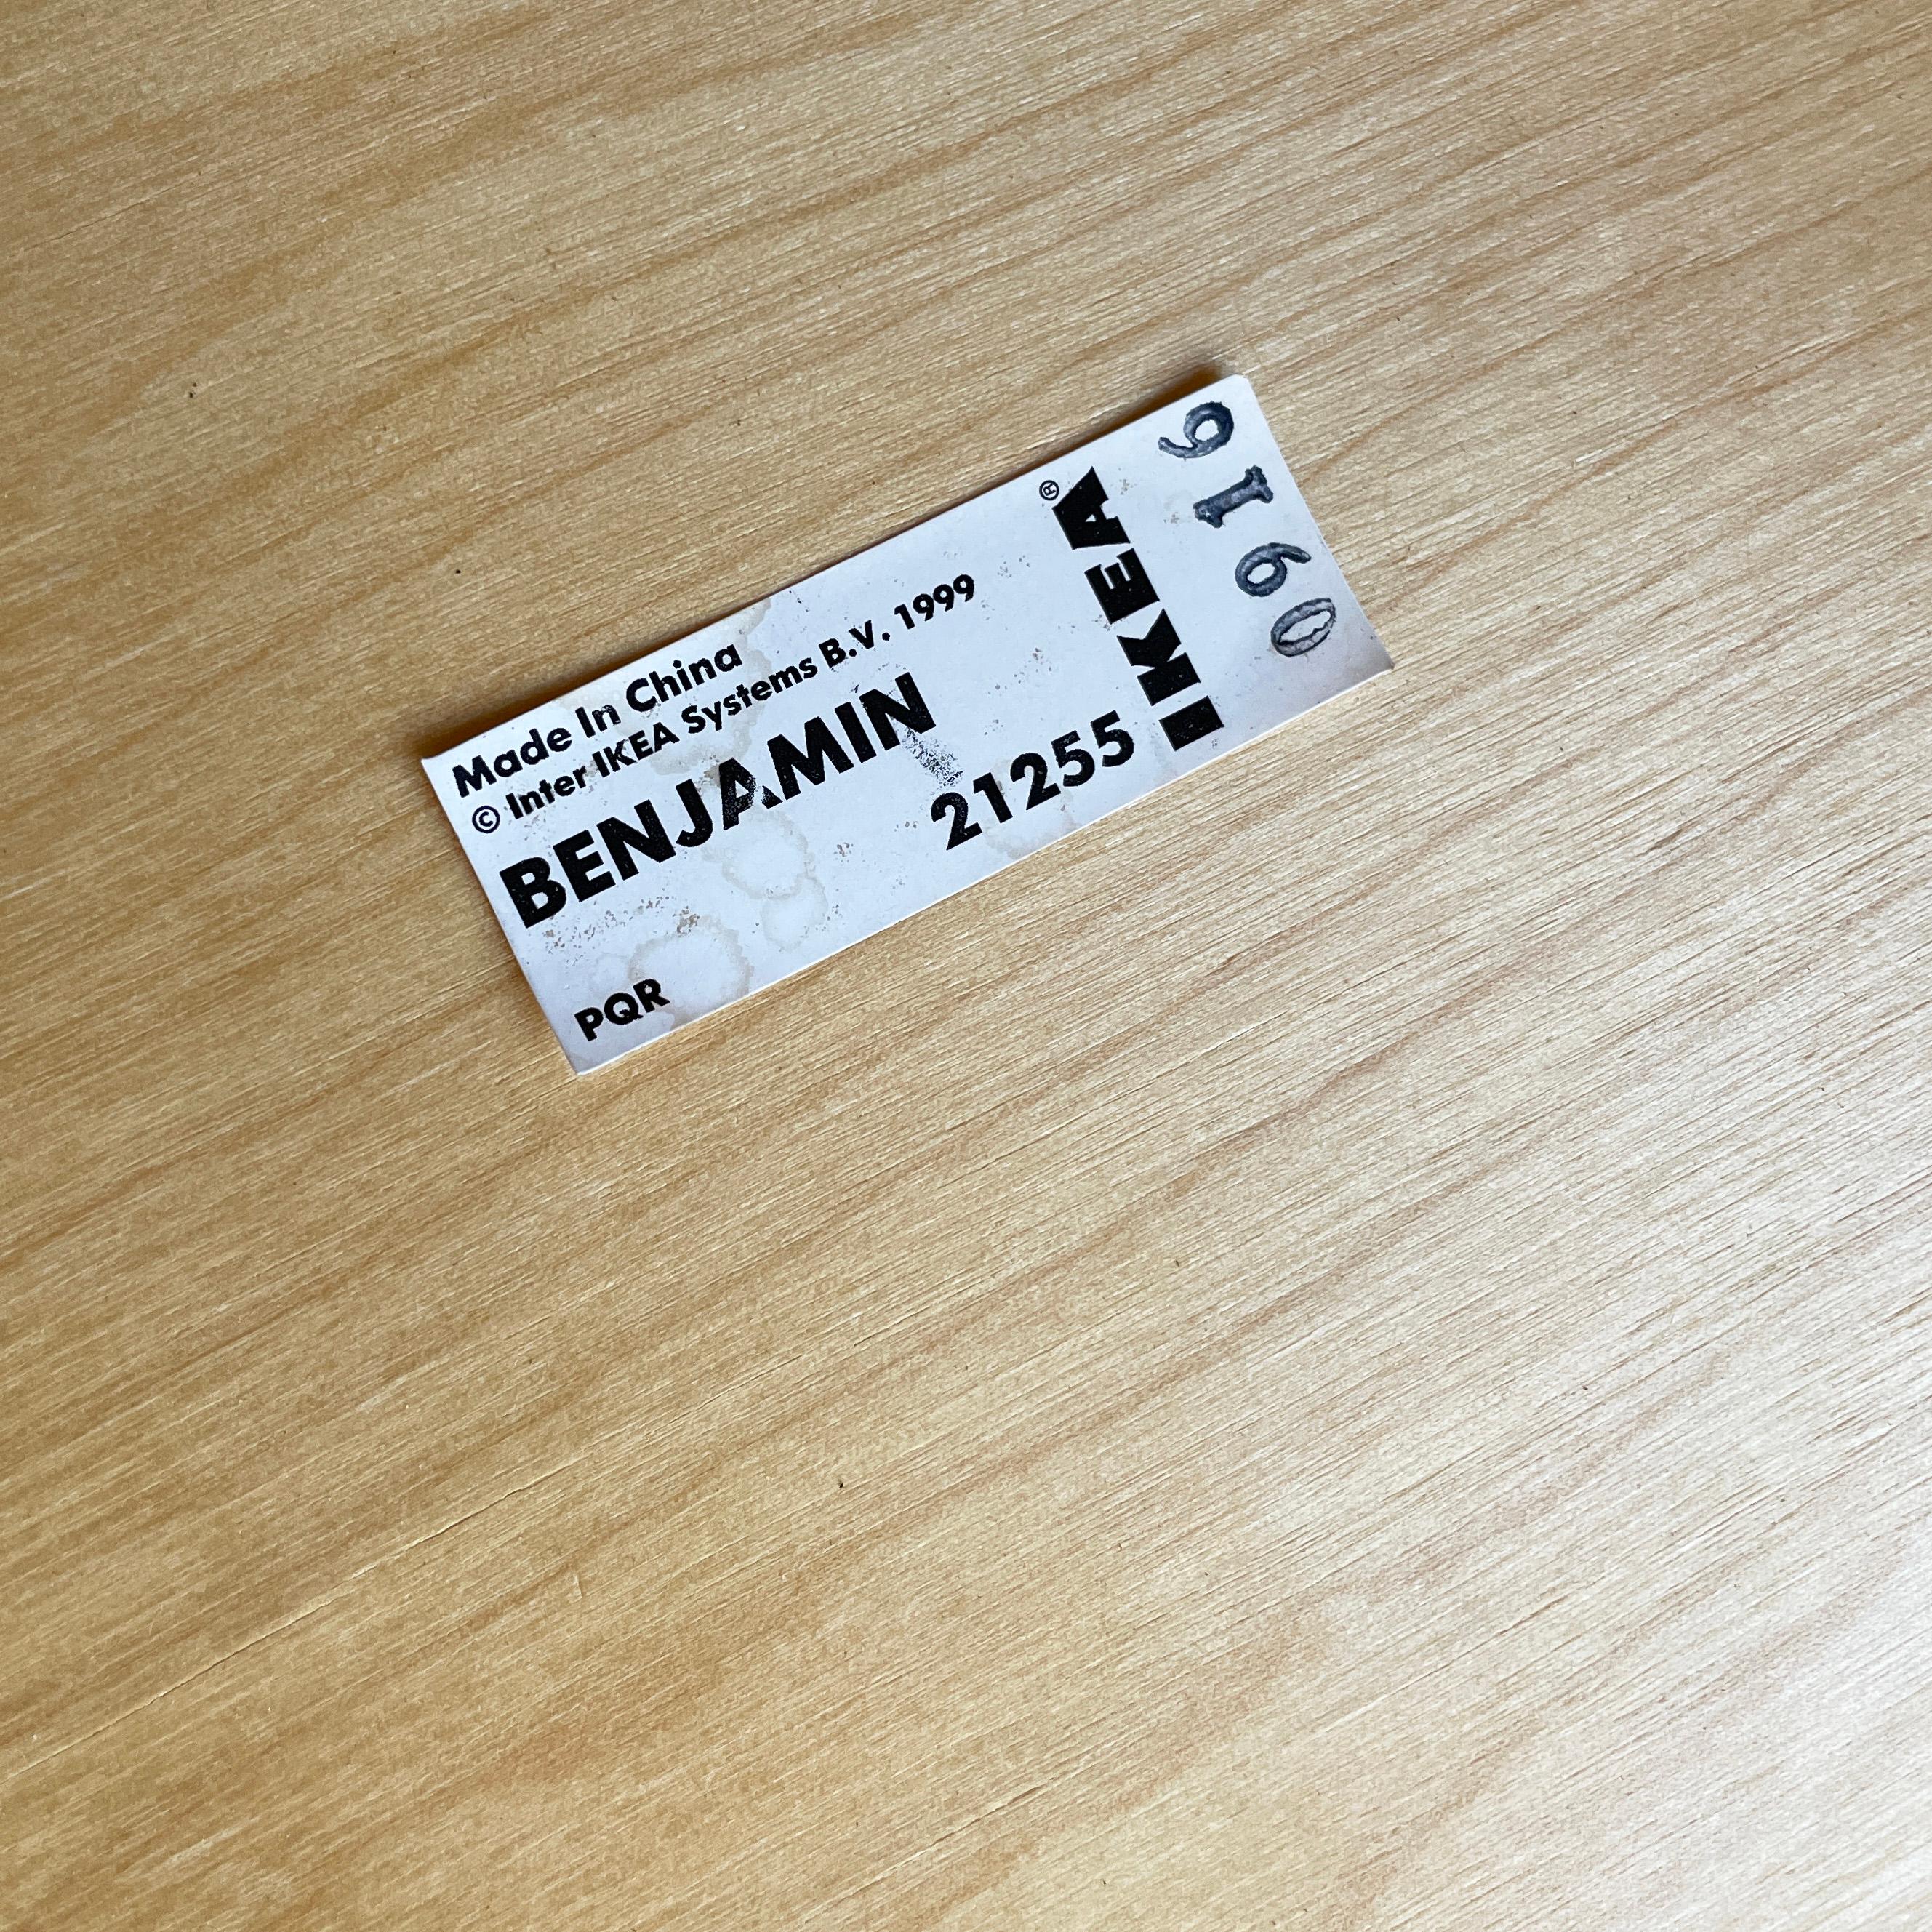 Made In China
© Inter IKEA Systems B.V. 1999
BENJAMIN
21255
PQR
IKEA®
0916